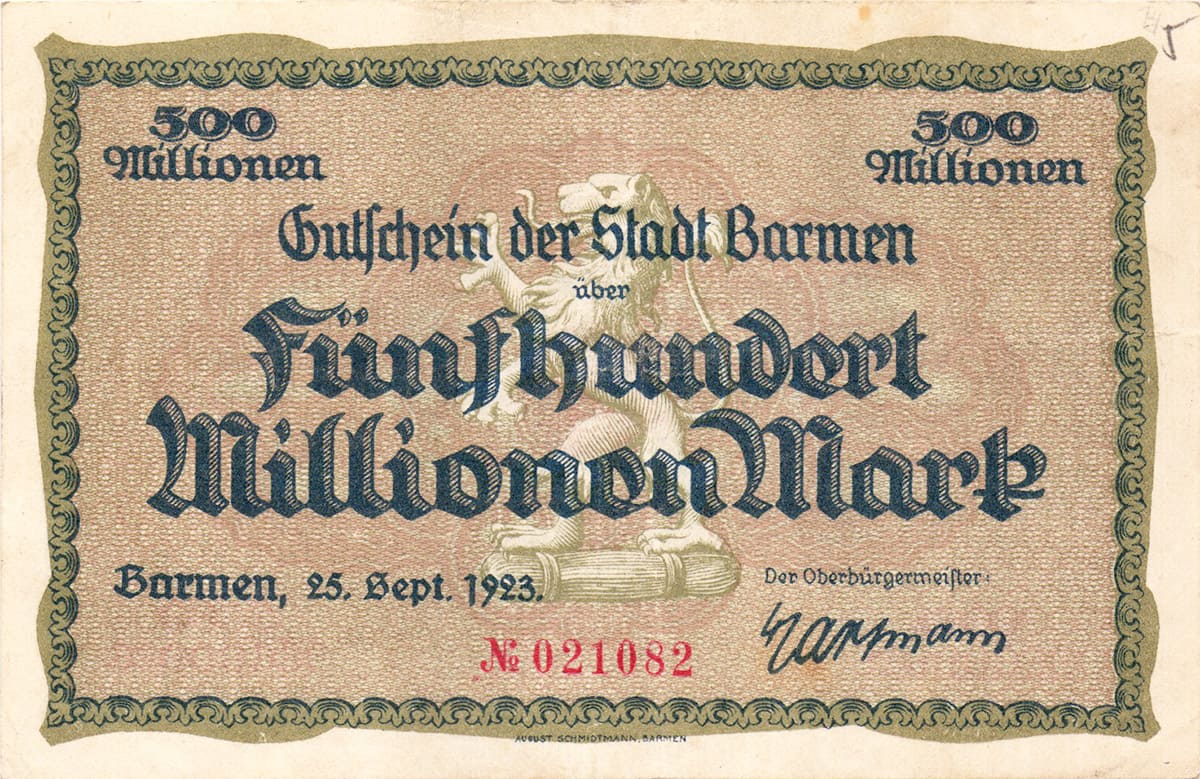 500
Millionen
500
Millionen
Gutschein der Stadt Barmen
über
Fünfhundert
Millionen Mark
Barmen, 25. Sept. 1923.
Der Oberbürgermeister:
Hartmann
№ 021082
AUGUST SCHMIDTMANN, BARMEN
5